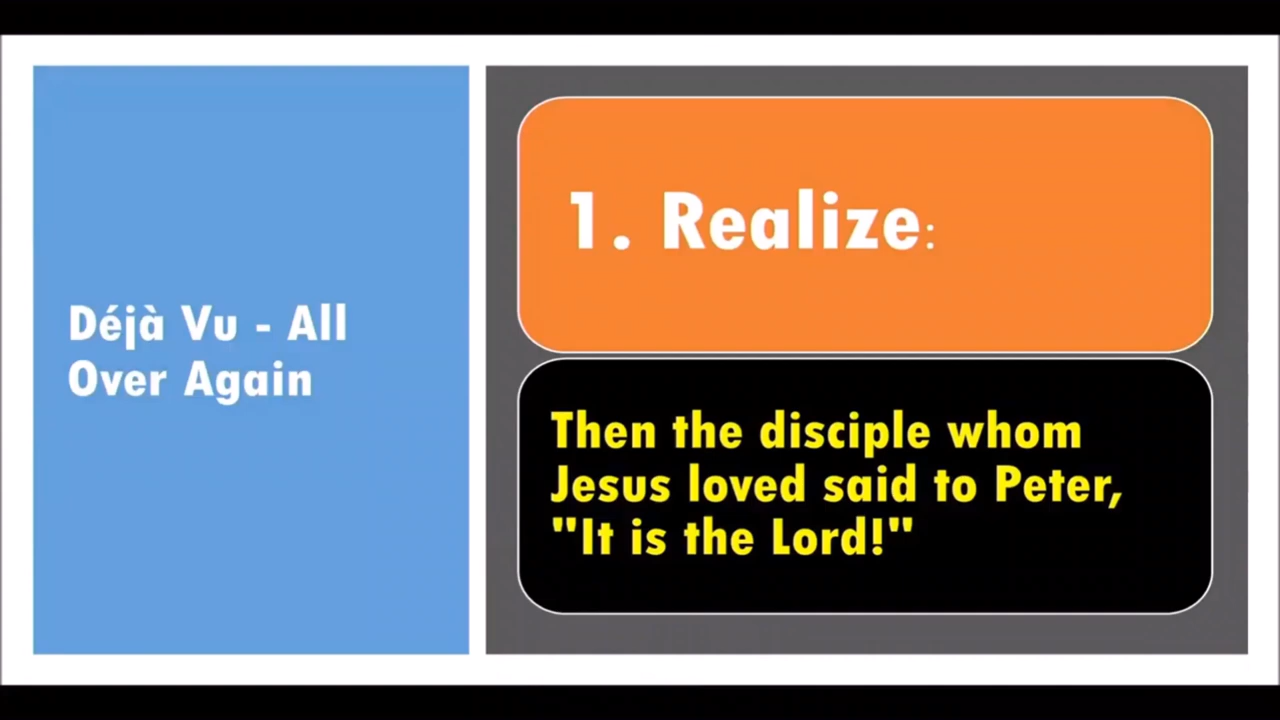 Déjà Vu - All
Over Again
1. Realize:
Then the disciple whom
Jesus loved said to Peter,
"It is the Lord!"